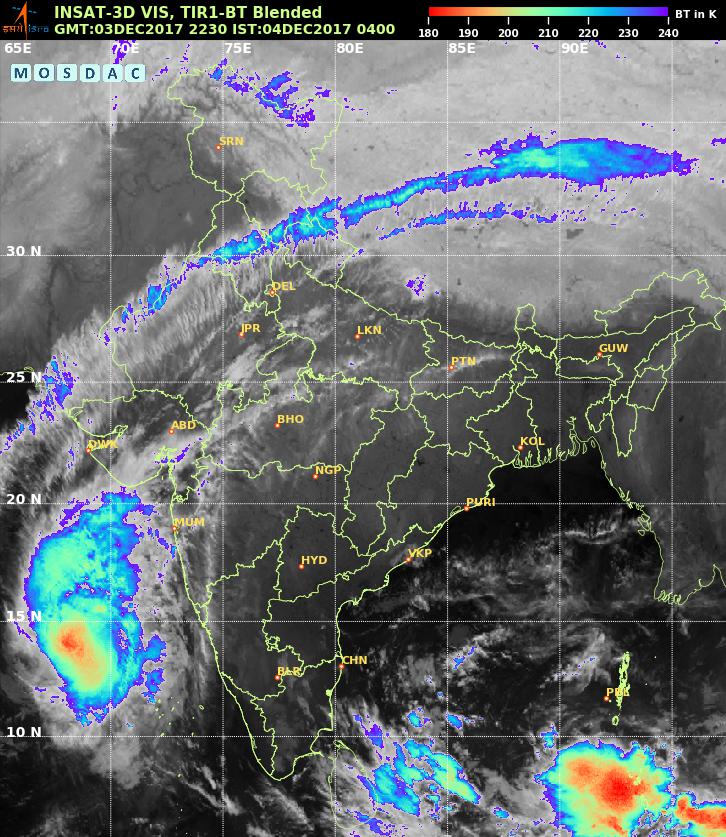 INSAT-3D VIS, TIR1-BT Blended
GMT:03DEC2017 2230 IST:04DEC2017 0400
BT in K
180 190 200 210 220 230 240
65E 70E 75E 80E 85E 90E
MOSDAC
SRN
30 N
DEL
JPR LKN
GUW
PTN
25 N
ABD BHO
DWK KOL
NGP
20 N PURI
MUM
HYD VKP
15 N
CHN
BLR
PBL
10 N